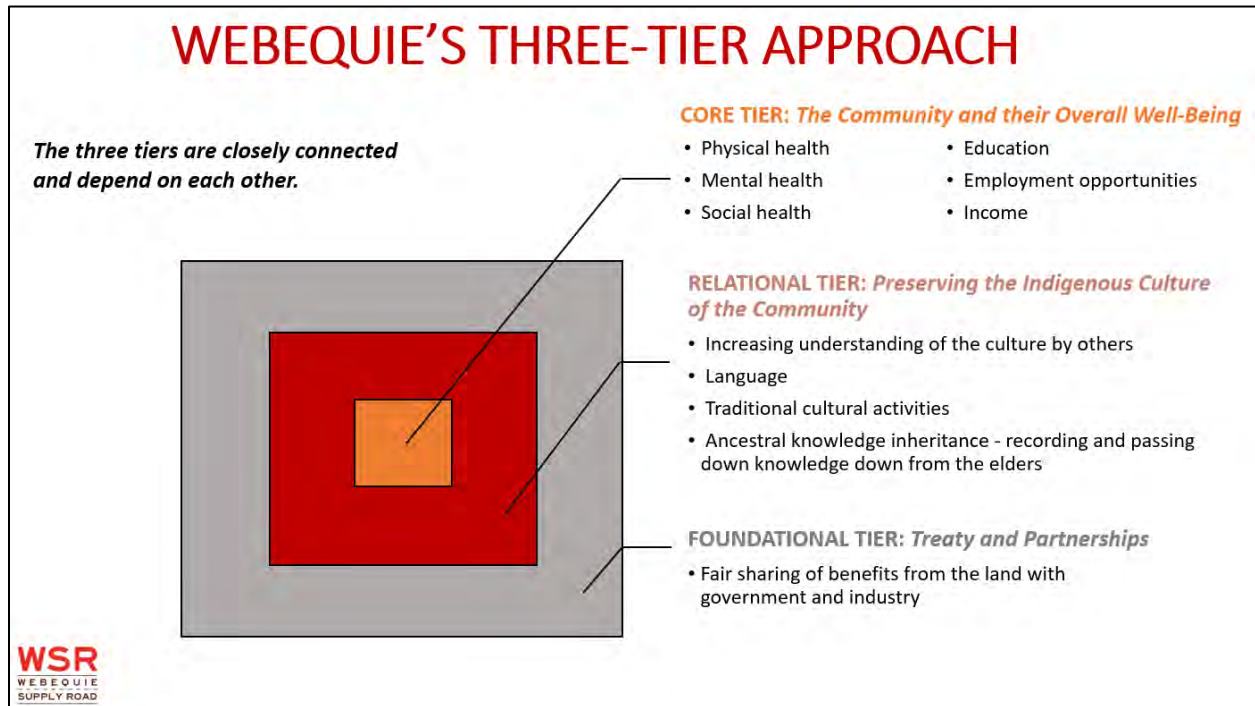 WEBEQUIE'S THREE-TIER APPROACH
The three tiers are closely connected
and depend on each other.
CORE TIER: The Community and their Overall Well-Being
• Physical health
• Mental health
• Social health
• Education
• Employment opportunities
• Income
RELATIONAL TIER: Preserving the Indigenous Culture
of the Community
• Increasing understanding of the culture by others
• Language
• Traditional cultural activities
• Ancestral knowledge inheritance - recording and passing
down knowledge down from the elders
FOUNDATIONAL TIER: Treaty and Partnerships
• Fair sharing of benefits from the land with
government and industry
WSR
WEBEQUIE
SUPPLY ROAD